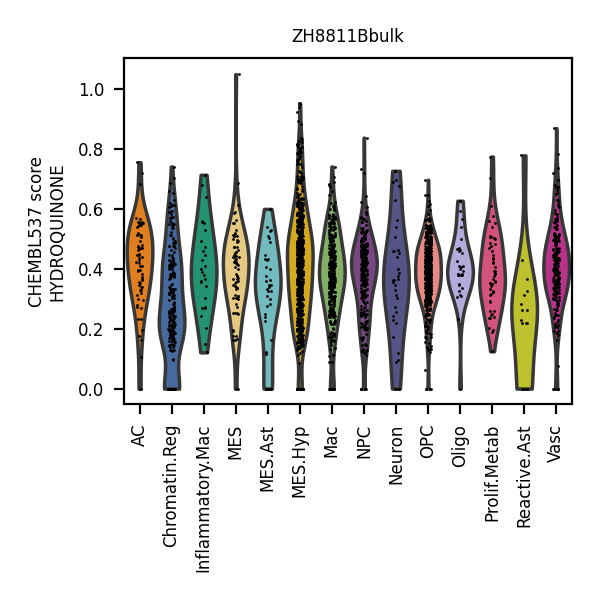 ZH8811Bbulk
CHEMBL537 score
HYDROQUINONE
1.0
0.8
0.6
0.4
0.2
0.0
AC
Chromatin.Reg
Inflammatory.Mac
MES
MES.Ast
MES.Hyp
Mac
NPC
Neuron
OPC
Oligo
Prolif.Metab
Reactive.Ast
Vasc